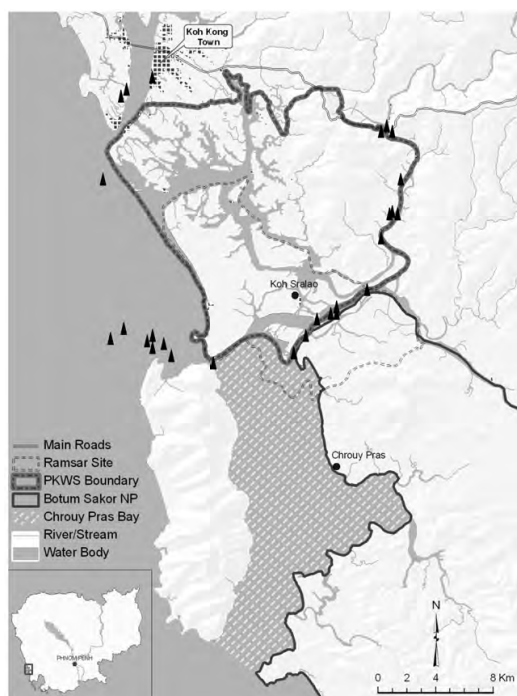 Koh Kong
Town
Koh Sralao
Chrouy Pras
Main Roads
Ramsar Site
PKWS Boundary
Botum Sakor NP
Chrouy Pras Bay
River/Stream
Water Body
PHNOM PENH
N
0 2 4 8 Km